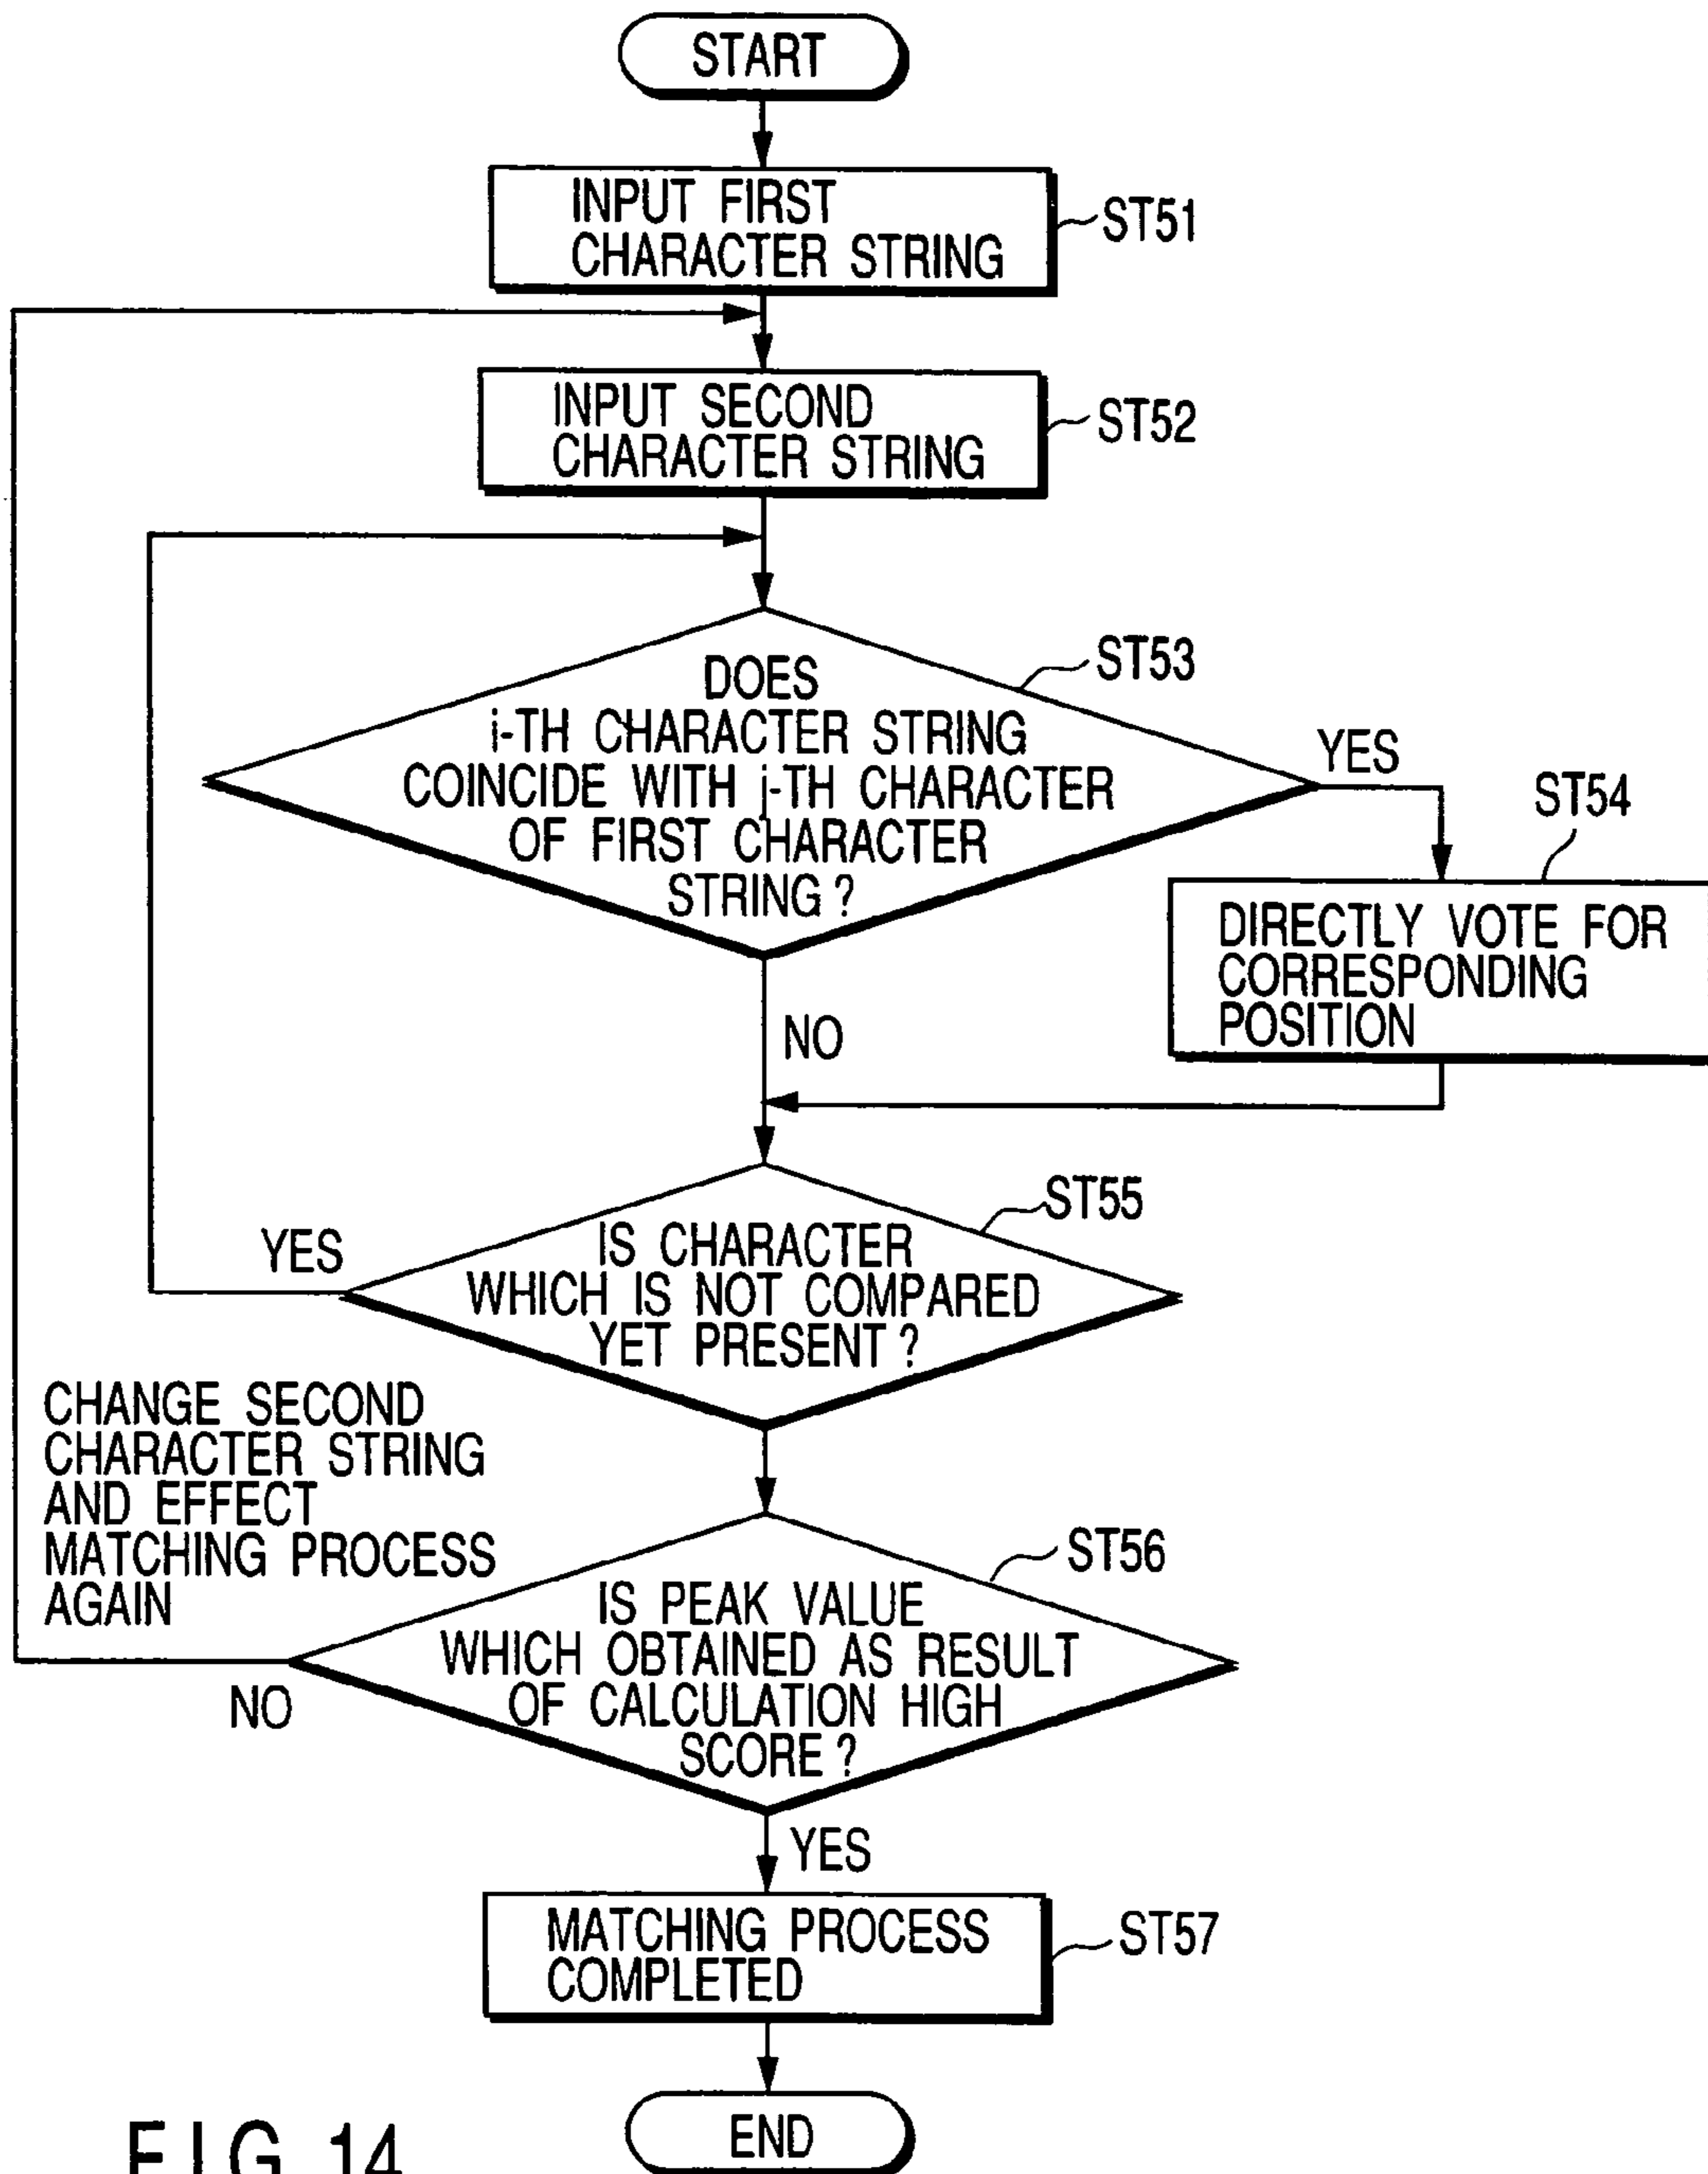 START
INPUT FIRST
CHARACTER STRING
ST51
INPUT SECOND
CHARACTER STRING
ST52
DOES
i-TH CHARACTER STRING
COINCIDE WITH j-TH CHARACTER
OF FIRST CHARACTER
STRING?
ST53
YES
ST54
DIRECTLY VOTE FOR
CORRESPONDING
POSITION
NO
ST55
YES
IS CHARACTER
WHICH IS NOT COMPARED
YET PRESENT?
CHANGE SECOND
CHARACTER STRING
AND EFFECT
MATCHING PROCESS
AGAIN
ST56
IS PEAK VALUE
WHICH OBTAINED AS RESULT
OF CALCULATION HIGH
SCORE?
NO
YES
MATCHING PROCESS
COMPLETED
ST57
END
FIG. 14